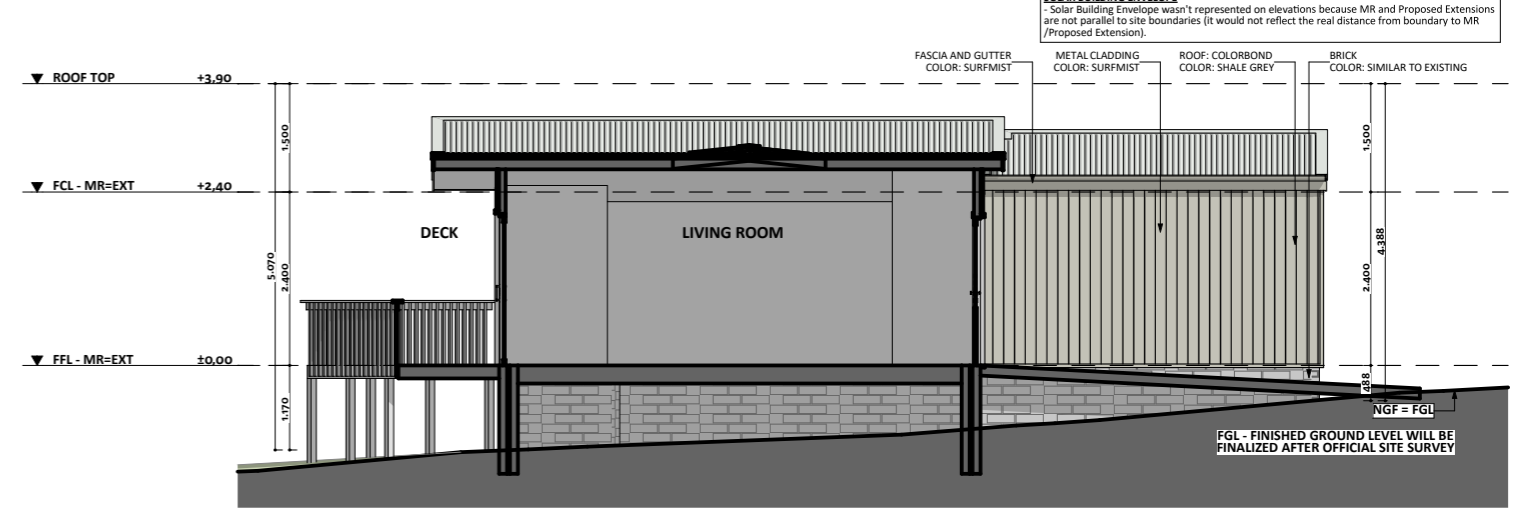 - Solar Building Envelope wasn't represented on elevations because MR and Proposed Extensions
are not parallel to site boundaries (it would not reflect the real distance from boundary to MR
/Proposed Extension).
FASCIA AND GUTTER
COLOR: SURFMIST
METAL CLADDING
COLOR: SURFMIST
ROOF: COLORBOND
COLOR: SHALE GREY
BRICK
COLOR: SIMILAR TO EXISTING
ROOF TOP +3,90
1.500
1.500
FCL - MR=EXT +2,40
DECK
LIVING ROOM
5.070
2.400
2.400
4.388
FFL - MR=EXT ±0,00
1.170
488
NGF = FGL
FGL - FINISHED GROUND LEVEL WILL BE
FINALIZED AFTER OFFICIAL SITE SURVEY